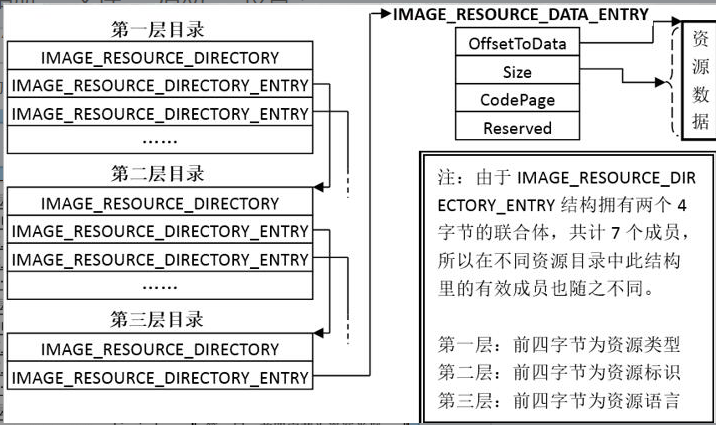 第一层目录
IMAGE_RESOURCE_DIRECTORY
IMAGE_RESOURCE_DIRECTORY_ENTRY
IMAGE_RESOURCE_DIRECTORY_ENTRY
……
第二层目录
IMAGE_RESOURCE_DIRECTORY
IMAGE_RESOURCE_DIRECTORY_ENTRY
IMAGE_RESOURCE_DIRECTORY_ENTRY
……
第三层目录
IMAGE_RESOURCE_DIRECTORY
IMAGE_RESOURCE_DIRECTORY_ENTRY
IMAGE_RESOURCE_DATA_ENTRY
OffsetToData
Size
CodePage
Reserved
资
源
数
据
注：由于 IMAGE_RESOURCE_DIR
ECTORY_ENTRY 结构拥有两个 4
字节的联合体，共计 7 个成员，
所以在不同资源目录中此结构
里的有效成员也随之不同。
第一层：前四字节为资源类型
第二层：前四字节为资源标识
第三层：前四字节为资源语言